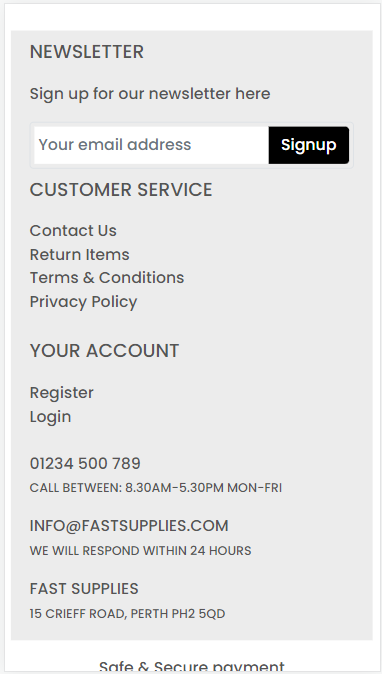 NEWSLETTER
Sign up for our newsletter here
Your email address
Signup
CUSTOMER SERVICE
Contact Us
Return Items
Terms & Conditions
Privacy Policy
YOUR ACCOUNT
Register
Login
01234 500 789
CALL BETWEEN: 8.30AM-5.30PM MON-FRI
INFO@FASTSUPPLIES.COM
WE WILL RESPOND WITHIN 24 HOURS
FAST SUPPLIES
15 CRIEFF ROAD, PERTH PH2 5QD
Safe & Secure payment